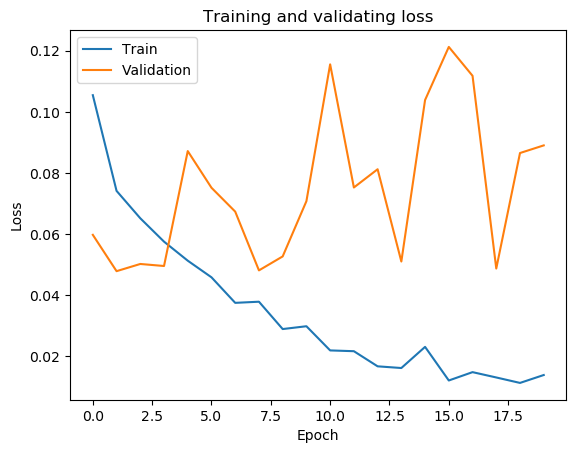 Training and validating loss
Train
Validation
0.12
0.10
0.08
0.06
0.04
0.02
Loss
0.0 2.5 5.0 7.5 10.0 12.5 15.0 17.5
Epoch